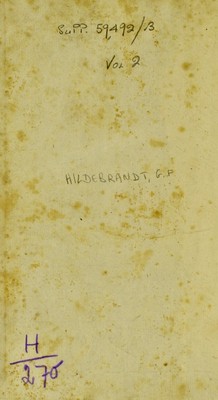 Supp. 59492/B
Vol 2
HILDEBRANDT, G.F
H
270